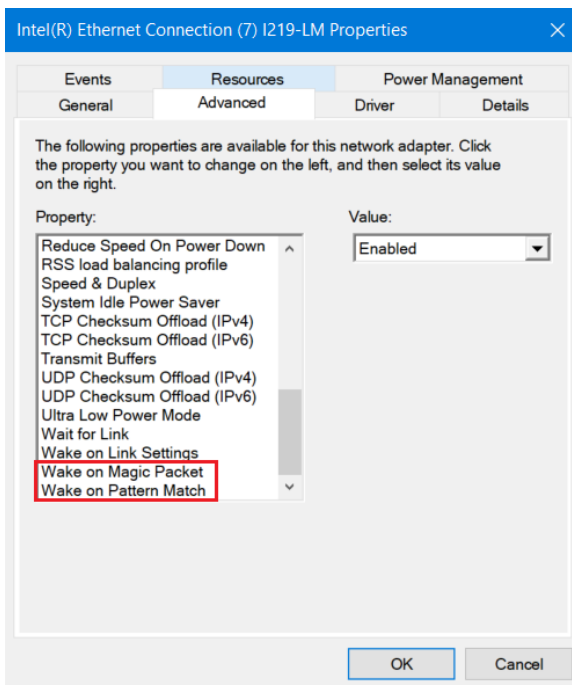 Intel(R) Ethernet Connection (7) I219-LM Properties
Events Resources Power Management
General Advanced Driver Details
The following properties are available for this network adapter. Click
the property you want to change on the left, and then select its value
on the right.
Property: Value:
Reduce Speed On Power Down Enabled
RSS load balancing profile
Speed & Duplex
System Idle Power Saver
TCP Checksum Offload (IPv4)
TCP Checksum Offload (IPv6)
Transmit Buffers
UDP Checksum Offload (IPv4)
UDP Checksum Offload (IPv6)
Ultra Low Power Mode
Wait for Link
Wake on Link Settings
Wake on Magic Packet
Wake on Pattern Match
OK Cancel